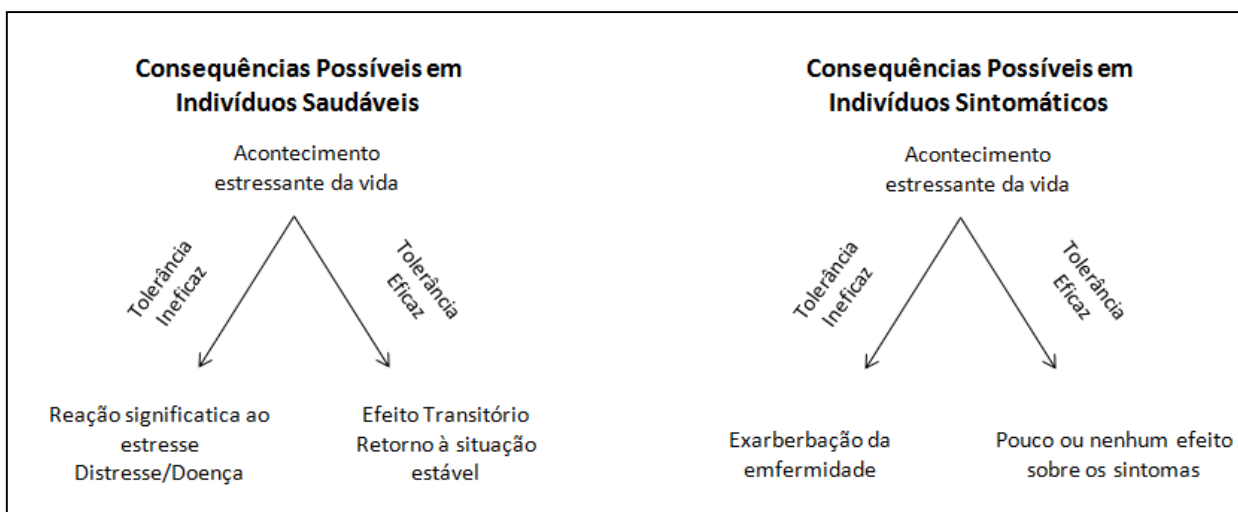 Consequências Possíveis em
Indivíduos Saudáveis
Acontecimento
estressante da vida
Tolerância
Ineficaz
Tolerância
Eficaz
Reação significatica ao
estresse
Distresse/Doença
Efeito Transitório
Retorno à situação
estável
Consequências Possíveis em
Indivíduos Sintomáticos
Acontecimento
estressante da vida
Tolerância
Ineficaz
Tolerância
Eficaz
Exarberbação da
emfermidade
Pouco ou nenhum efeito
sobre os sintomas